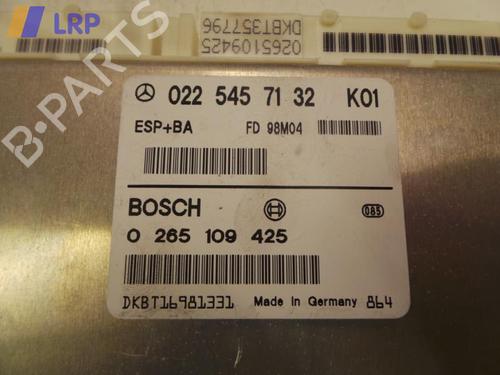 LRP
0265109425
DKBT357796
022 545 71 32 K01
ESP+BA FD 98M04
BOSCH
085
0 265 109 425
DKBT16981331 Made in Germany 864